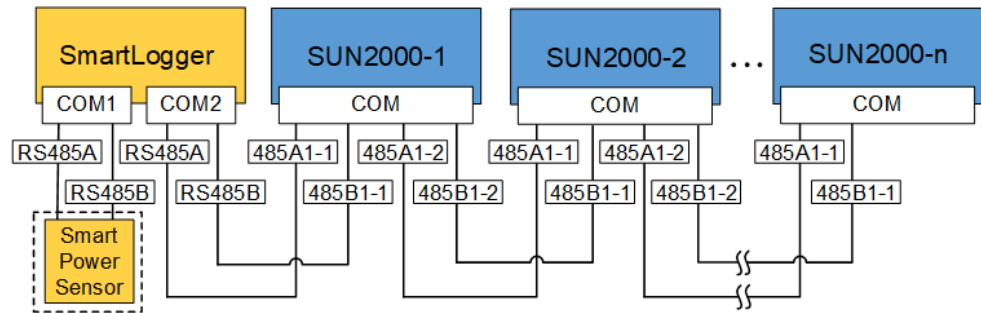 SmartLogger
SUN2000-1
SUN2000-2
...
SUN2000-n
COM1
COM2
COM
COM
COM
RS485A
RS485A
485A1-1
485A1-2
485A1-1
485A1-2
485A1-1
RS485B
RS485B
485B1-1
485B1-2
485B1-1
485B1-2
485B1-1
Smart
Power
Sensor